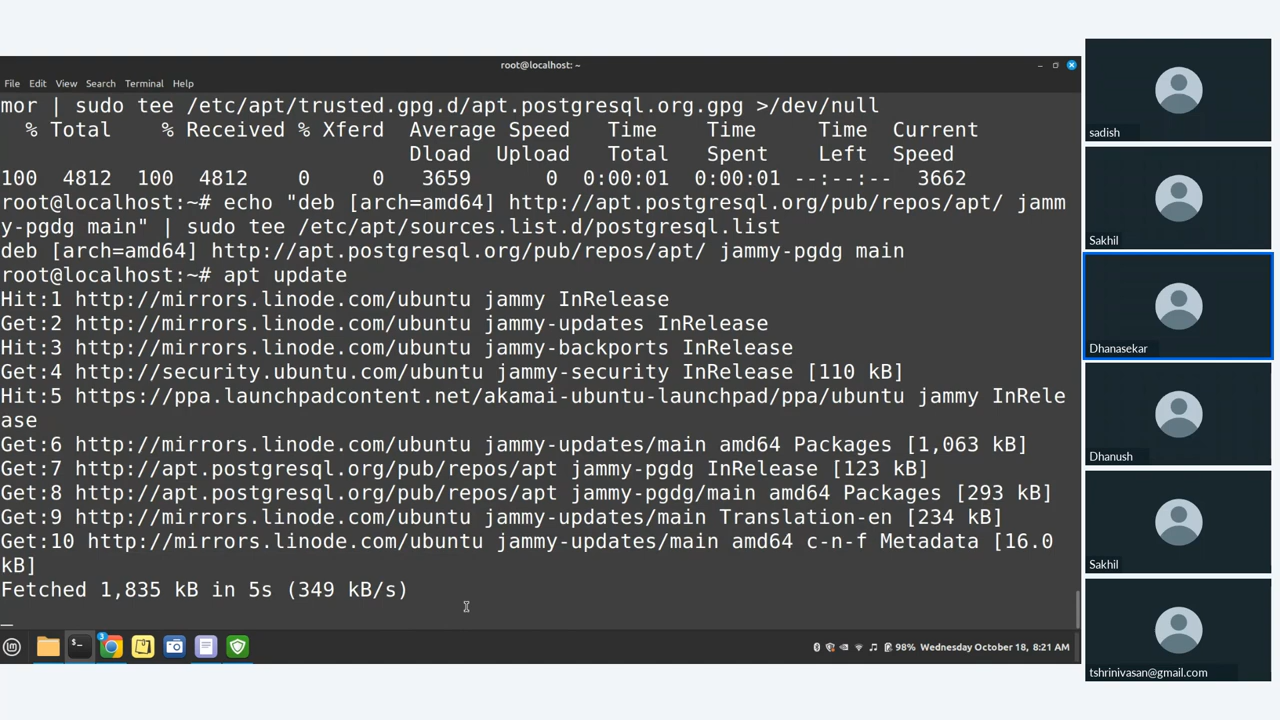 root@localhost: ~
File Edit View Search Terminal Help
mor | sudo tee /etc/apt/trusted.gpg.d/apt.postgresql.org.gpg >/dev/null
% Total % Received % Xferd Average Speed Time Time Time Current
Dload Upload Total Spent Left Speed
100 4812 100 4812 0 0 3659 0 0:00:01 0:00:01 --:--:-- 3662
root@localhost:~# echo "deb [arch=amd64] http://apt.postgresql.org/pub/repos/apt/ jamm
y-pgdg main" | sudo tee /etc/apt/sources.list.d/postgresql.list
deb [arch=amd64] http://apt.postgresql.org/pub/repos/apt/ jammy-pgdg main
root@localhost:~# apt update
Hit:1 http://mirrors.linode.com/ubuntu jammy InRelease
Get:2 http://mirrors.linode.com/ubuntu jammy-updates InRelease
Hit:3 http://mirrors.linode.com/ubuntu jammy-backports InRelease
Get:4 http://security.ubuntu.com/ubuntu jammy-security InRelease [110 kB]
Hit:5 https://ppa.launchpadcontent.net/akamai-ubuntu-launchpad/ppa/ubuntu jammy InRele
ase
Get:6 http://mirrors.linode.com/ubuntu jammy-updates/main amd64 Packages [1,063 kB]
Get:7 http://apt.postgresql.org/pub/repos/apt jammy-pgdg InRelease [123 kB]
Get:8 http://apt.postgresql.org/pub/repos/apt jammy-pgdg/main amd64 Packages [293 kB]
Get:9 http://mirrors.linode.com/ubuntu jammy-updates/main Translation-en [234 kB]
Get:10 http://mirrors.linode.com/ubuntu jammy-updates/main amd64 c-n-f Metadata [16.0
kB]
Fetched 1,835 kB in 5s (349 kB/s)
3
98% Wednesday October 18, 8:21 AM
sadish
Sakhil
Dhanasekar
Dhanush
Sakhil
tshrinivasan@gmail.com